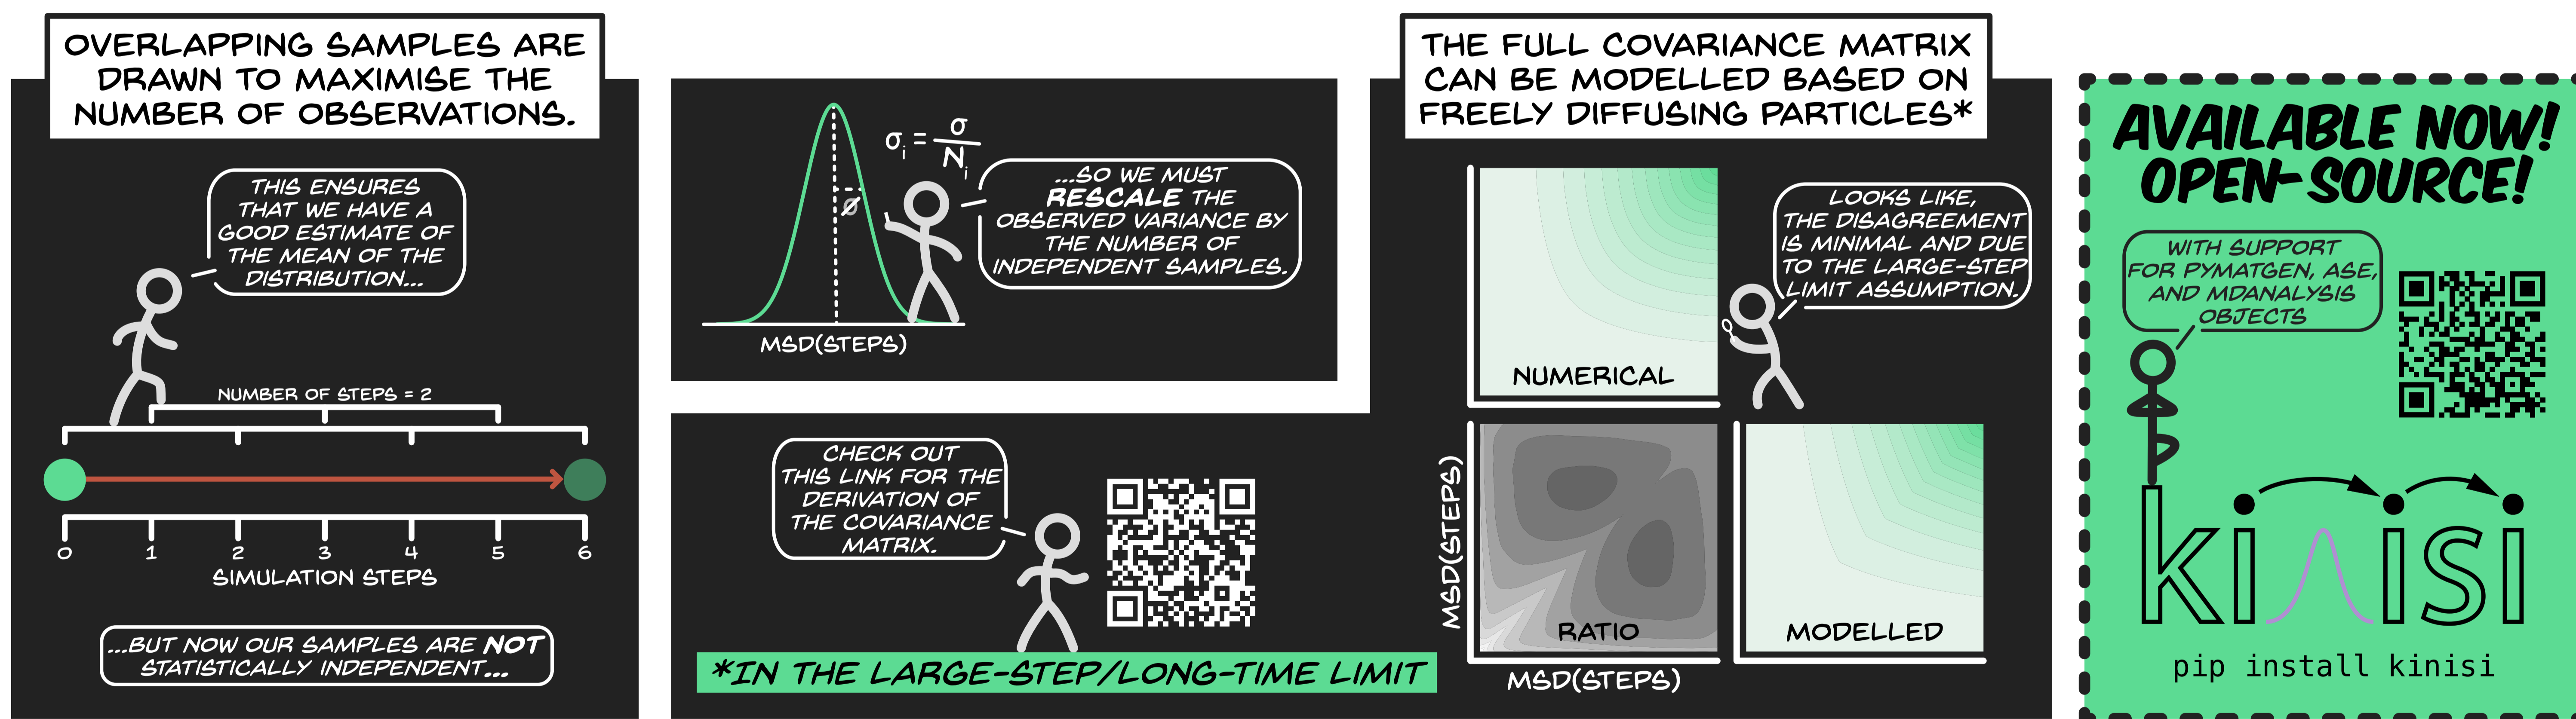 OVERLAPPING SAMPLES ARE
DRAWN TO MAXIMISE THE
NUMBER OF OBSERVATIONS.
THIS ENSURES
THAT WE HAVE A
GOOD ESTIMATE OF
THE MEAN OF THE
DISTRIBUTION...
NUMBER OF STEPS = 2
0 1 2 3 4 5 6
SIMULATION STEPS
...BUT NOW OUR SAMPLES ARE NOT
STATISTICALLY INDEPENDENT...
σᵢ = σ / Nᵢ
σ
...SO WE MUST
RESCALE THE
OBSERVED VARIANCE BY
THE NUMBER OF
INDEPENDENT SAMPLES.
MSD(STEPS)
CHECK OUT
THIS LINK FOR THE
DERIVATION OF
THE COVARIANCE
MATRIX.
*IN THE LARGE-STEP/LONG-TIME LIMIT
THE FULL COVARIANCE MATRIX
CAN BE MODELLED BASED ON
FREELY DIFFUSING PARTICLES*
LOOKS LIKE,
THE DISAGREEMENT
IS MINIMAL AND DUE
TO THE LARGE-STEP
LIMIT ASSUMPTION.
NUMERICAL
MSD(STEPS)
RATIO
MODELLED
MSD(STEPS)
AVAILABLE NOW!
OPEN-SOURCE!
WITH SUPPORT
FOR PYMATGEN, ASE,
AND MDANALYSIS
OBJECTS
kinisi
pip install kinisi